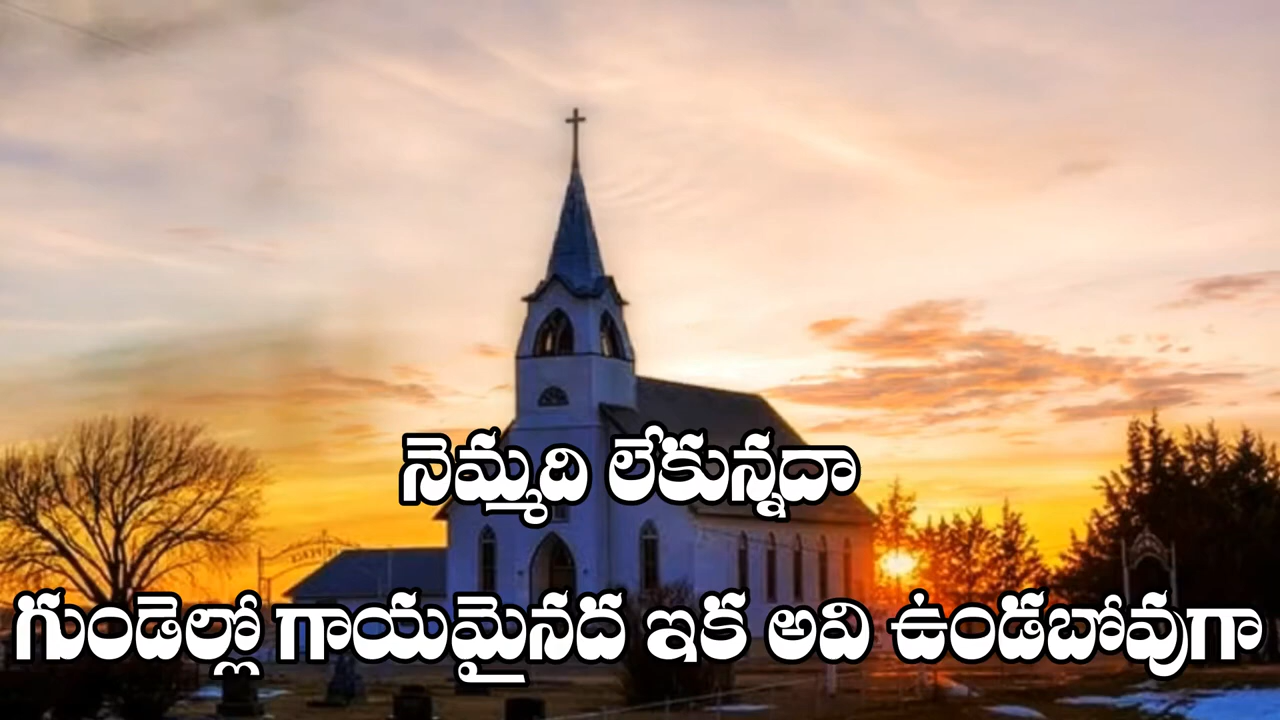 నెమ్మది లేకున్నదా
గుండెల్లో గాయమైనద ఇక అవి ఉండబోవుగా